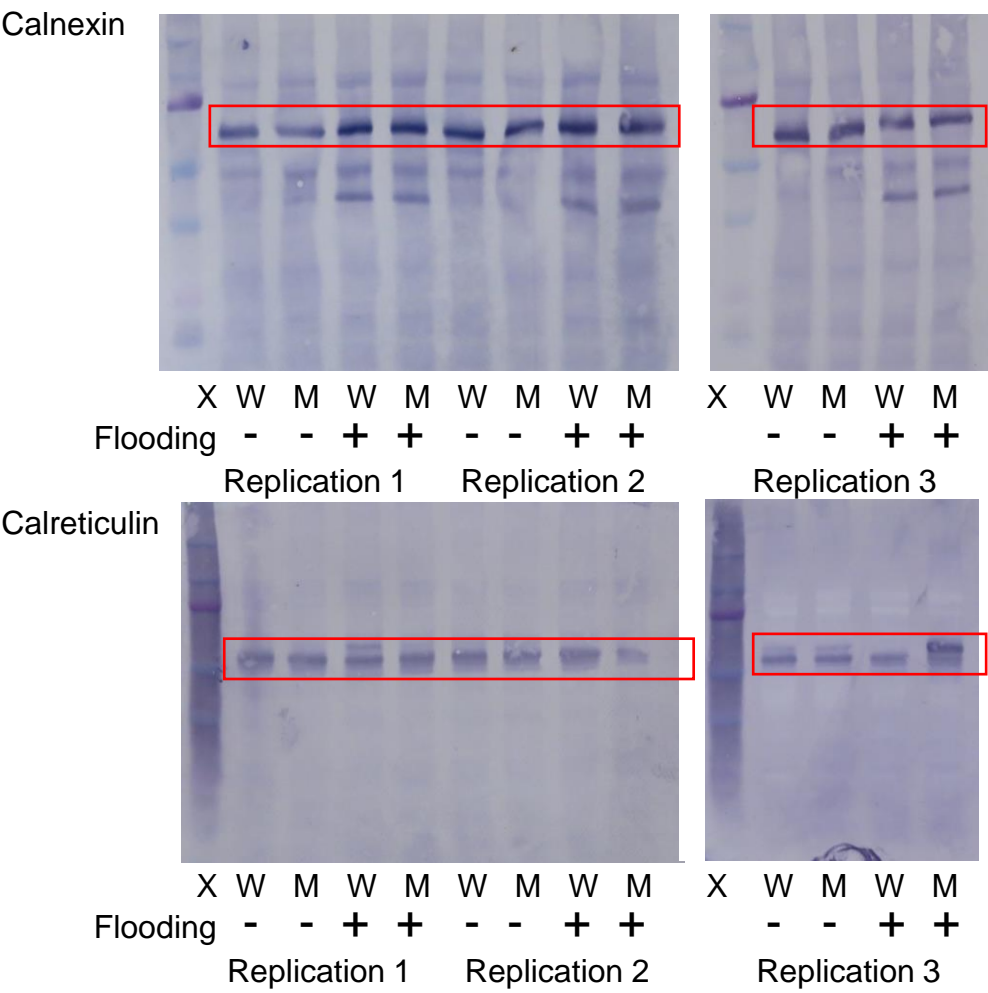 Calnexin
X W M W M W M W M X W M W M
Flooding - - + + - - + + - - + +
Replication 1 Replication 2 Replication 3
Calreticulin
X W M W M W M W M X W M W M
Flooding - - + + - - + + - - + +
Replication 1 Replication 2 Replication 3